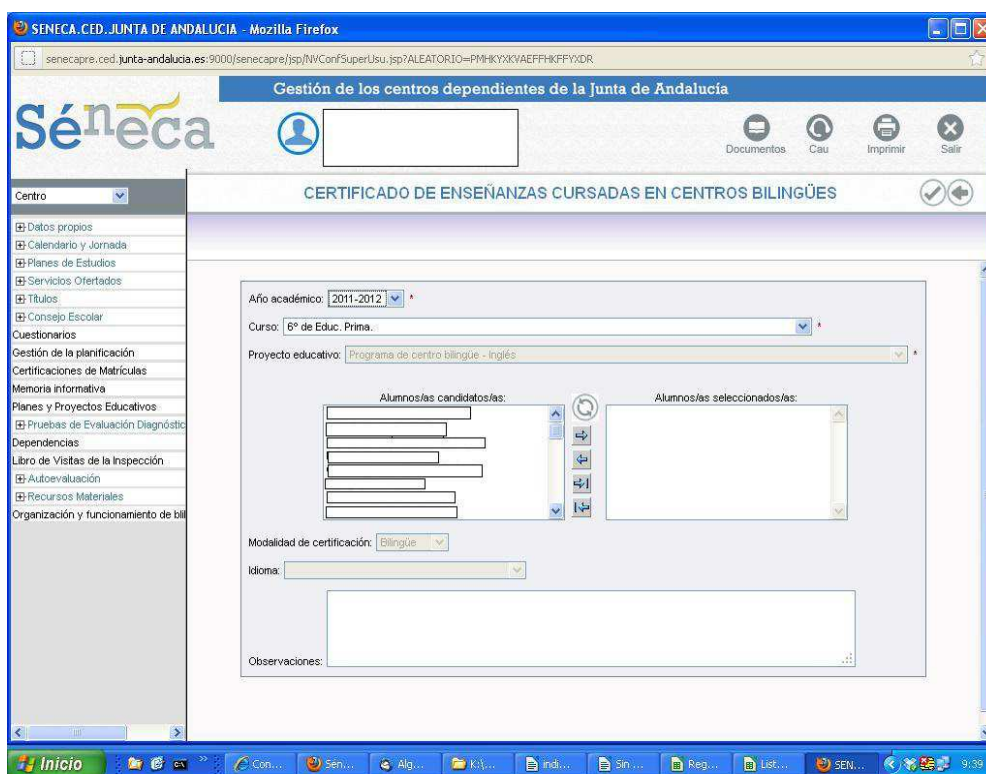 SENECA.CED.JUNTA DE ANDALUCIA - Mozilla Firefox
senecapre.ced.junta-andalucia.es:9000/senecapre/jsp/NVConfSuperUsu.jsp?ALEATORIO=PMHKYXKVAEFFHKFFYXDR
Gestión de los centros dependientes de la Junta de Andalucía
Séneca
Documentos Cau Imprimir Salir
Centro
CERTIFICADO DE ENSEÑANZAS CURSADAS EN CENTROS BILINGÜES
Datos propios
Calendario y Jornada
Planes de Estudios
Servicios Ofertados
Títulos
Consejo Escolar
Cuestionarios
Gestión de la planificación
Certificaciones de Matrículas
Memoria informativa
Planes y Proyectos Educativos
Pruebas de Evaluación Diagnóstic
Dependencias
Libro de Visitas de la Inspección
Autoevaluación
Recursos Materiales
Organización y funcionamiento de bil
Año académico: 2011-2012 *
Curso: 6º de Educ. Prima. *
Proyecto educativo: Programa de centro bilingüe - Inglés *
Alumnos/as candidatos/as: Alumnos/as seleccionados/as:
Modalidad de certificación: Bilingüe
Idioma:
Observaciones:
Inicio Con... Sén... Alg... K:\... indi... Sin ... Reg... List... SEN... 9:39